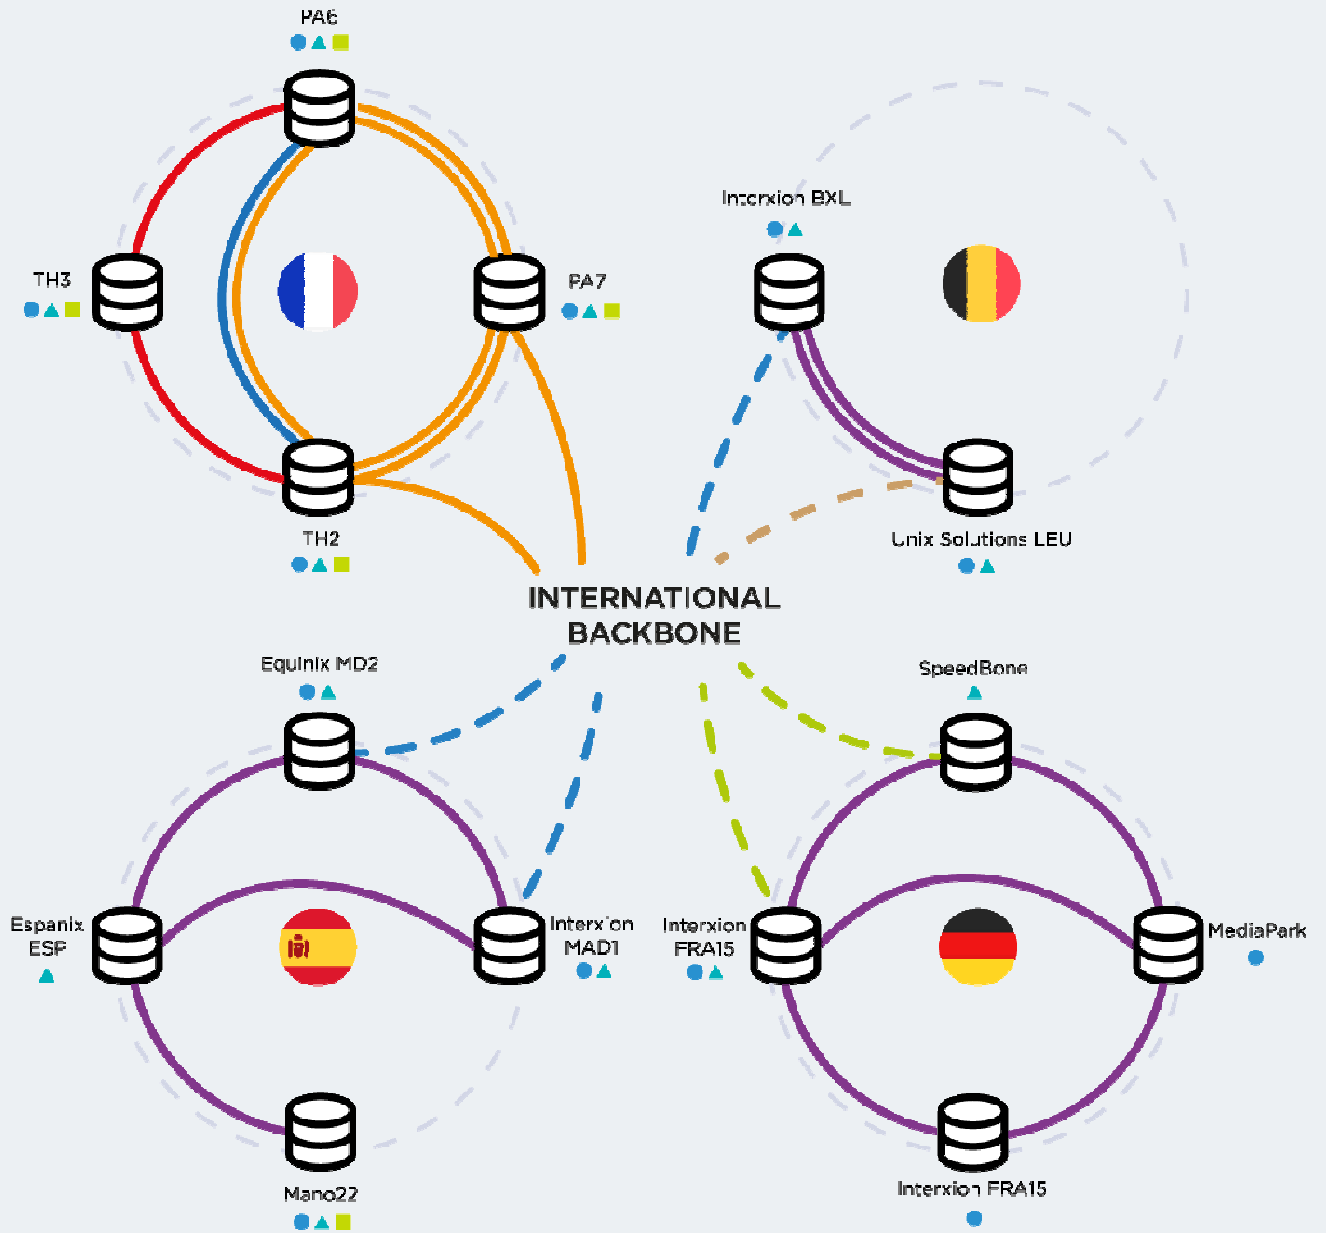 PA6
TH3
PA7
TH2
Interxion BXL
Unix Solutions LEU
INTERNATIONAL
BACKBONE
Equinix MD2
Espanix
ESP
Interxion
MAD1
Mano22
SpeedBone
Interxion
FRA15
MediaPark
Interxion FRA15